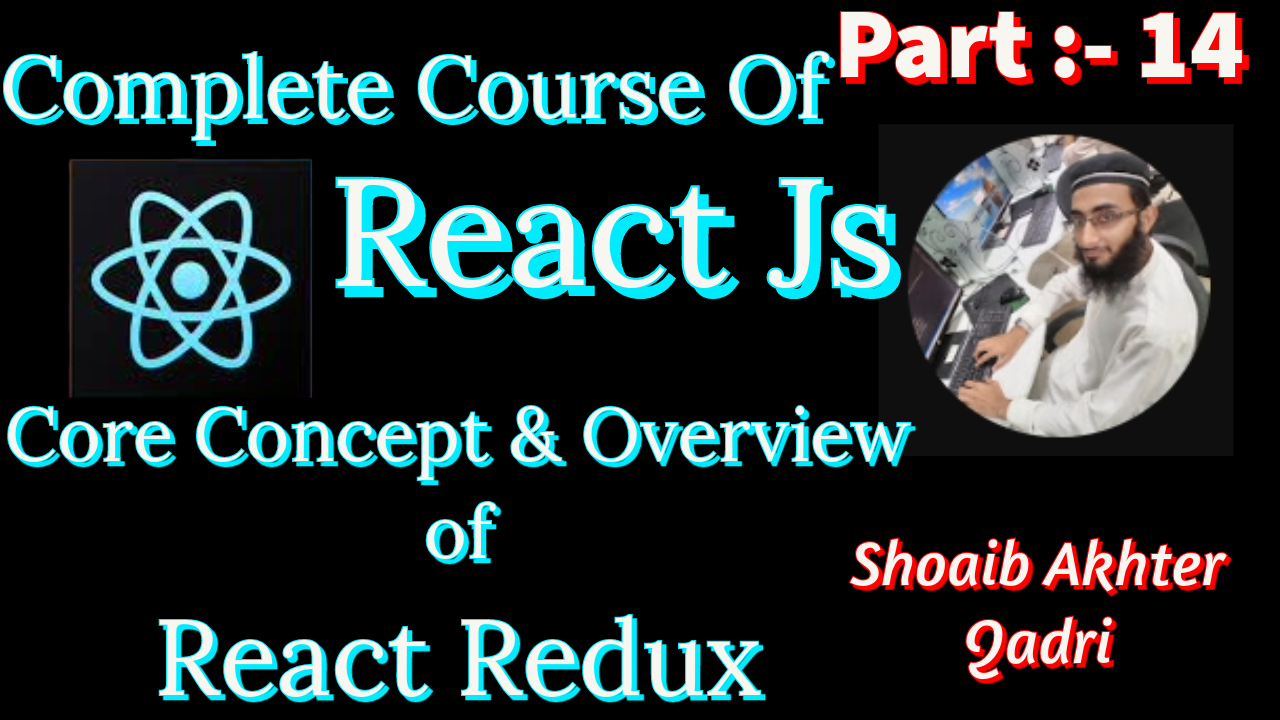 Part :- 14
Complete Course Of
React Js
Core Concept & Overview
of
React Redux
Shoaib Akhter
Qadri